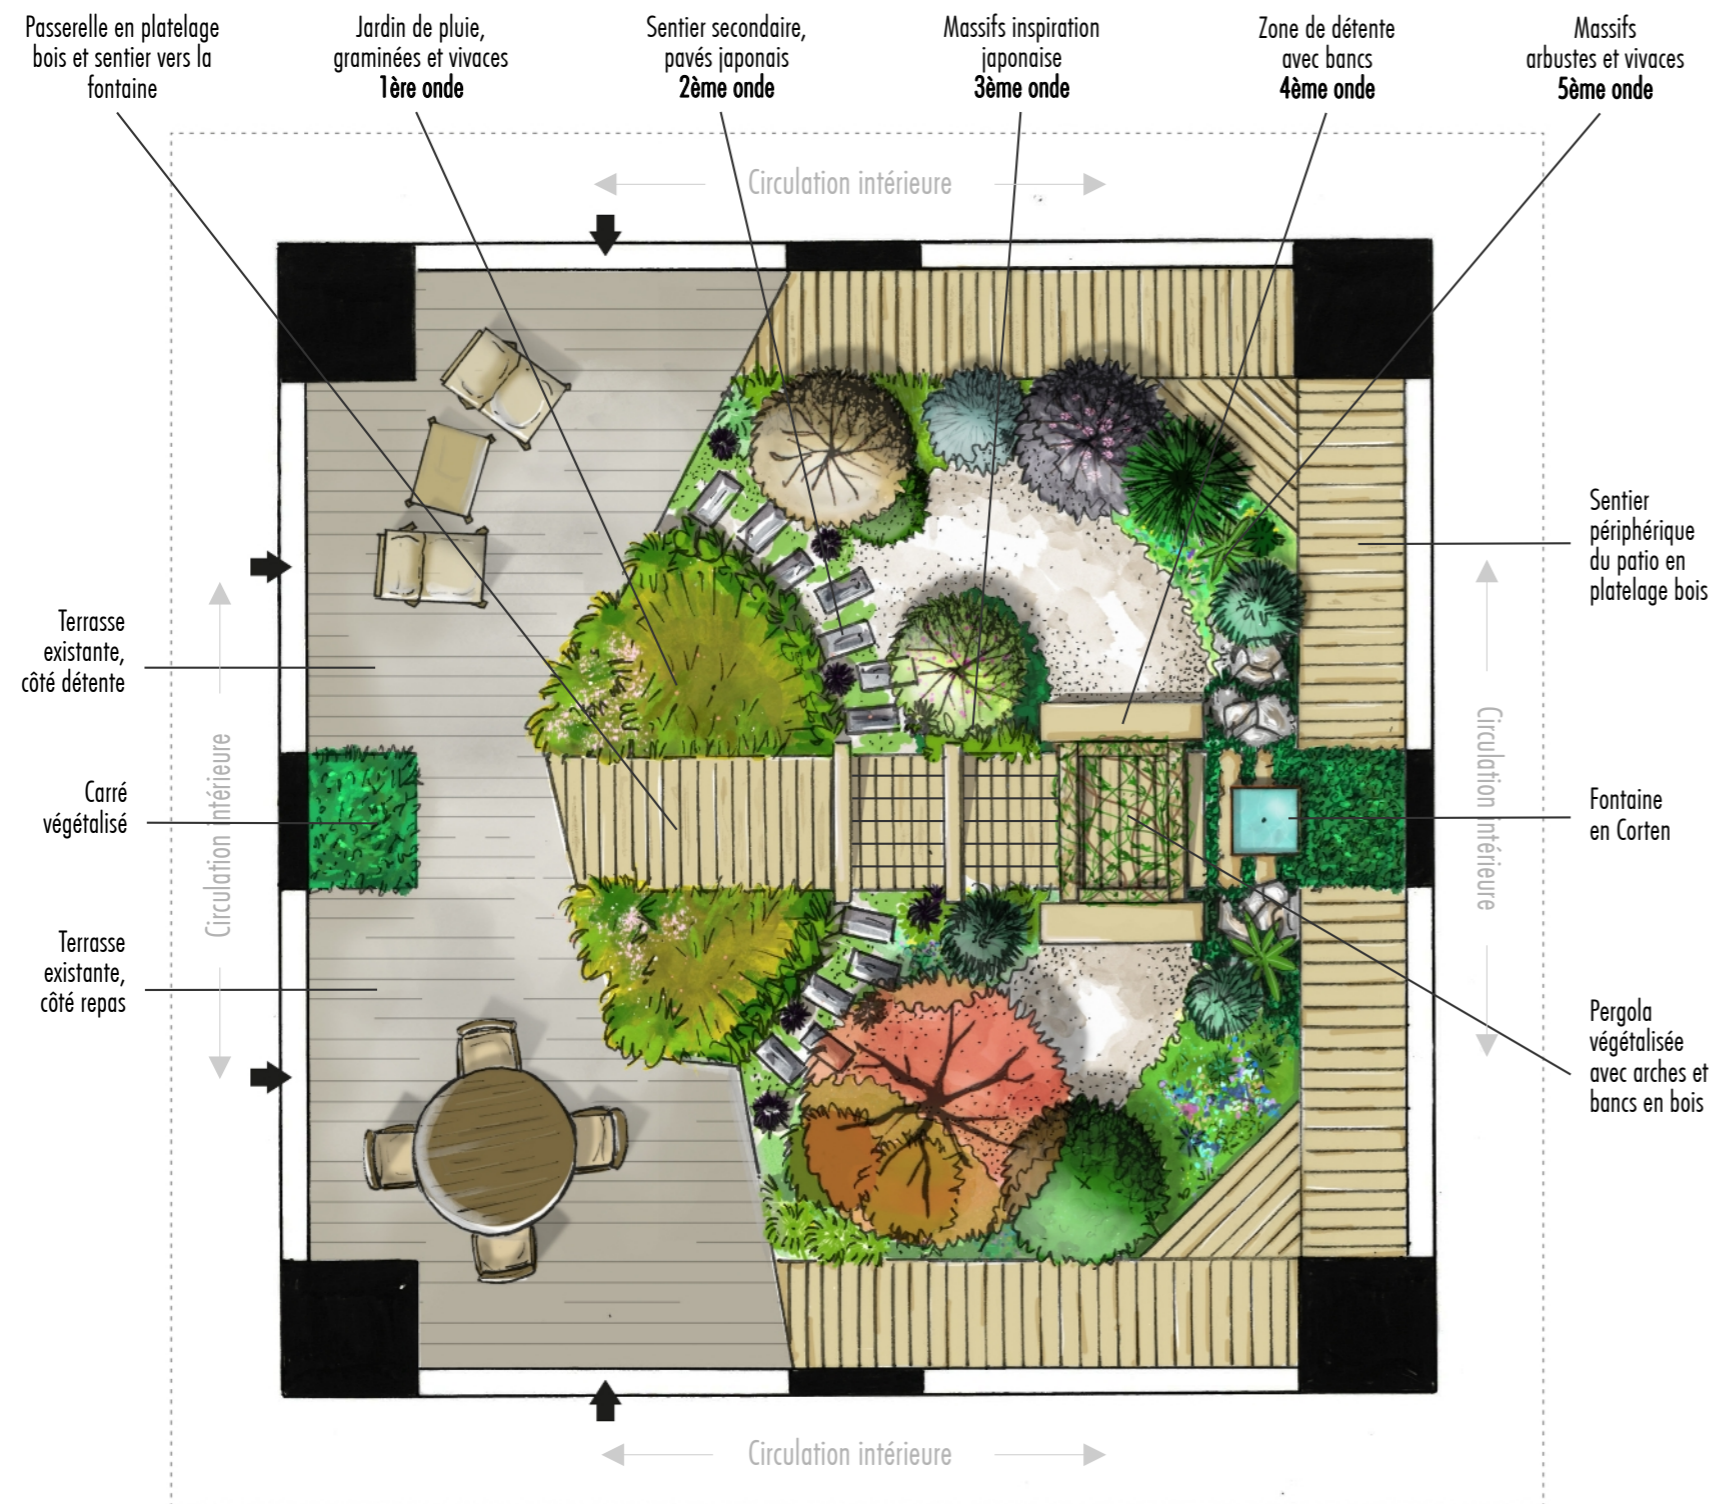 Passerelle en platelage
bois et sentier vers la
fontaine
Jardin de pluie,
graminées et vivaces
1ère onde
Sentier secondaire,
pavés japonais
2ème onde
Massifs inspiration
japonaise
3ème onde
Zone de détente
avec bancs
4ème onde
Massifs
arbustes et vivaces
5ème onde
Circulation intérieure
Sentier
périphérique
du patio en
platelage bois
Terrasse
existante,
côté détente
Circulation intérieure
Circulation intérieure
Carré
végétalisé
Fontaine
en Corten
Terrasse
existante,
côté repas
Pergola
végétalisée
avec arches et
bancs en bois
Circulation intérieure